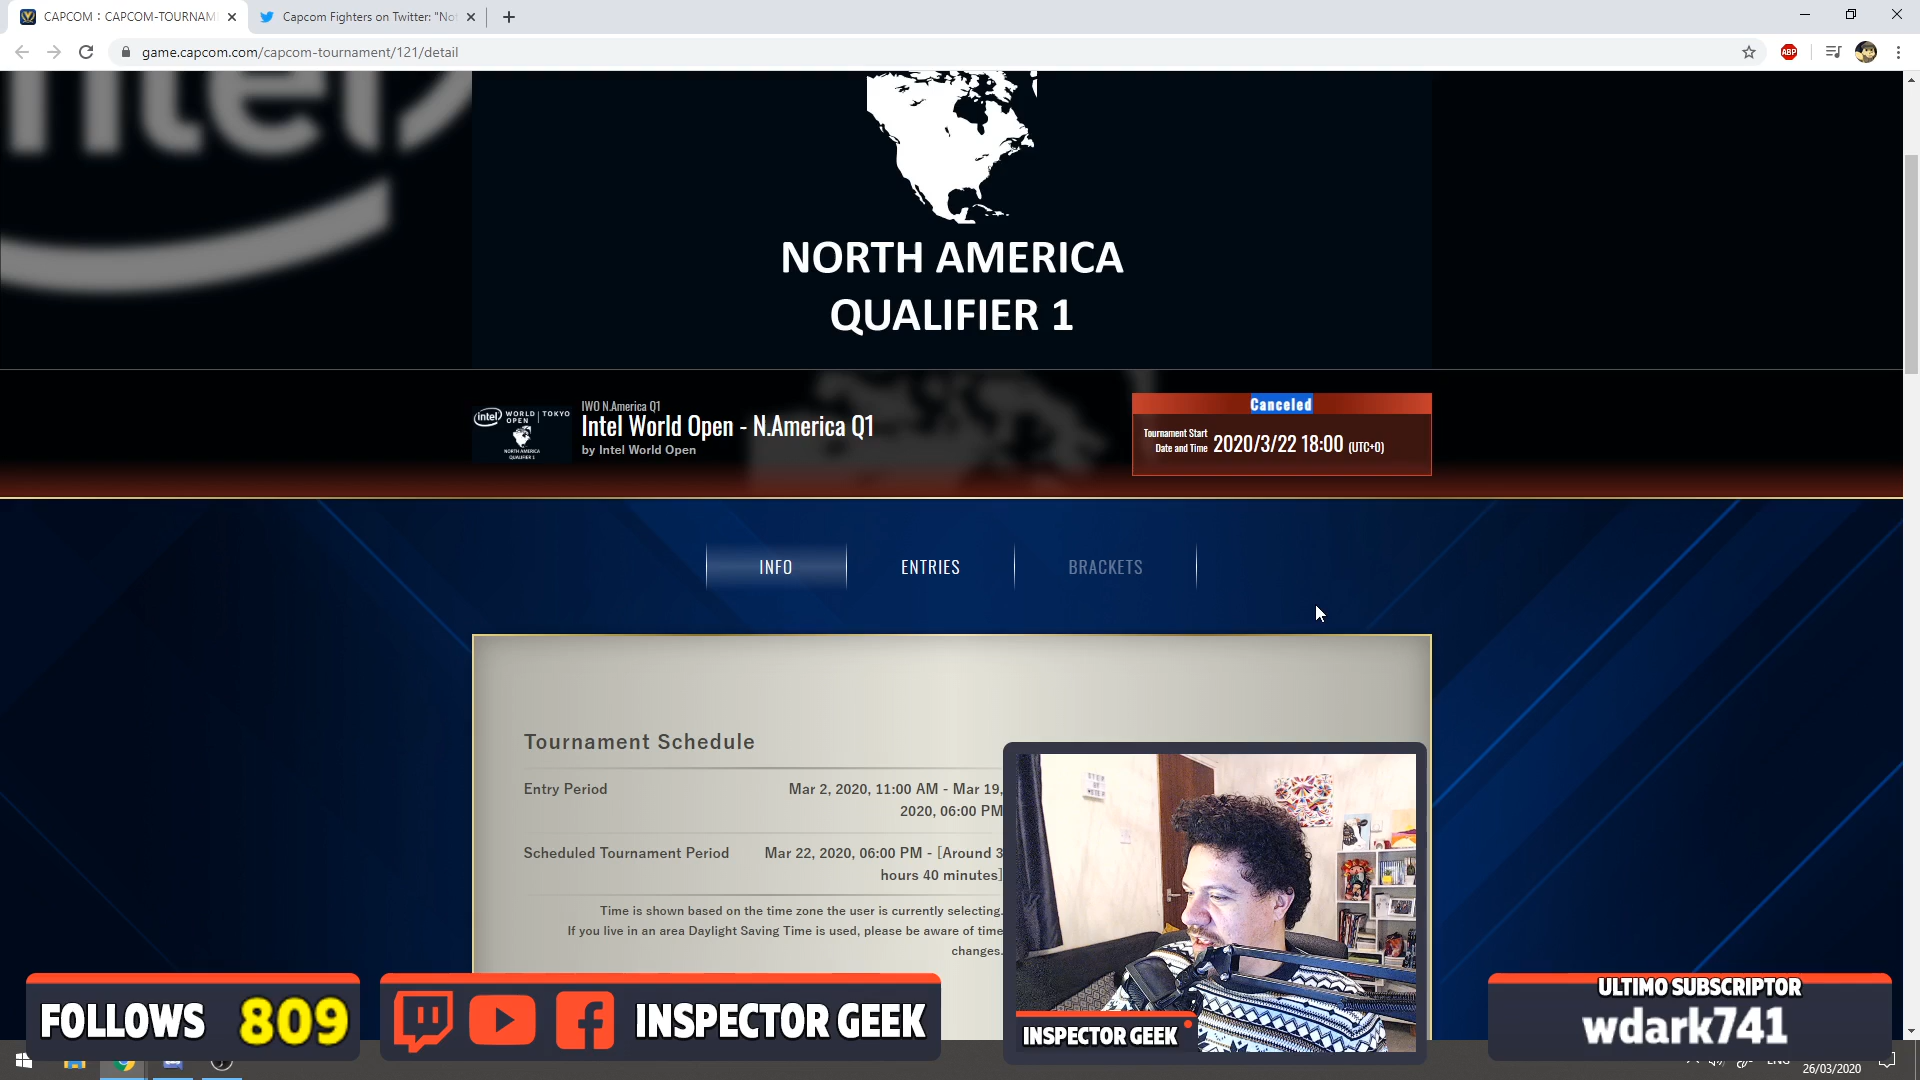 CAPCOM : CAPCOM-TOURNAM
Capcom Fighters on Twitter: "No
game.capcom.com/capcom-tournament/121/detail
ABP
intel
NORTH AMERICA
QUALIFIER 1
intel WORLD OPEN | TOKYO
NORTH AMERICA
QUALIFIER 1
IWO N.America Q1
Intel World Open - N.America Q1
by Intel World Open
Canceled
Tournament Start
Date and Time
2020/3/22 18:00 (UTC+0)
INFO
ENTRIES
BRACKETS
Tournament Schedule
Entry Period
Mar 2, 2020, 11:00 AM - Mar 19,
2020, 06:00 PM
Scheduled Tournament Period
Mar 22, 2020, 06:00 PM - [Around 3
hours 40 minutes]
Time is shown based on the time zone the user is currently selecting.
If you live in an area Daylight Saving Time is used, please be aware of time
changes.
FOLLOWS 809
INSPECTOR GEEK
INSPECTOR GEEK
ULTIMO SUBSCRIPTOR
wdark741
ENG
26/03/2020